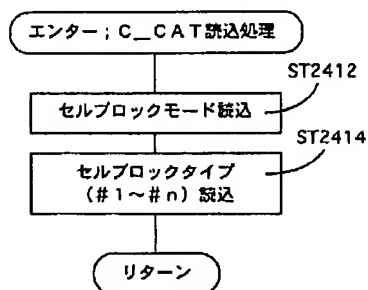 エンター；C＿CAT読込処理
ST2412
セルブロックモード読込
ST2414
セルブロックタイプ
（＃1～＃n）読込
リターン